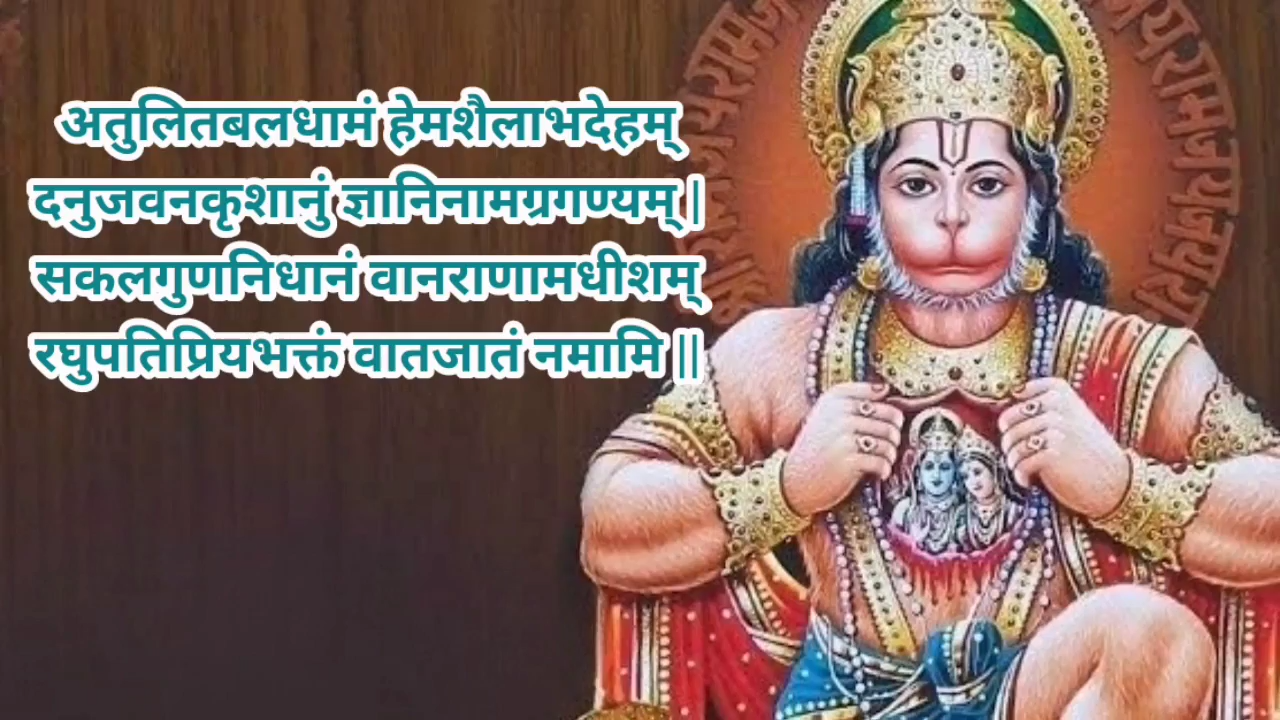 अतुलितबलधामं हेमशैलाभदेहम्
दनुजवनकृशानुं ज्ञानिनामग्रगण्यम् |
सकलगुणनिधानं वानराणामधीशम्
रघुपतिप्रियभक्तं वातजातं नमामि ||